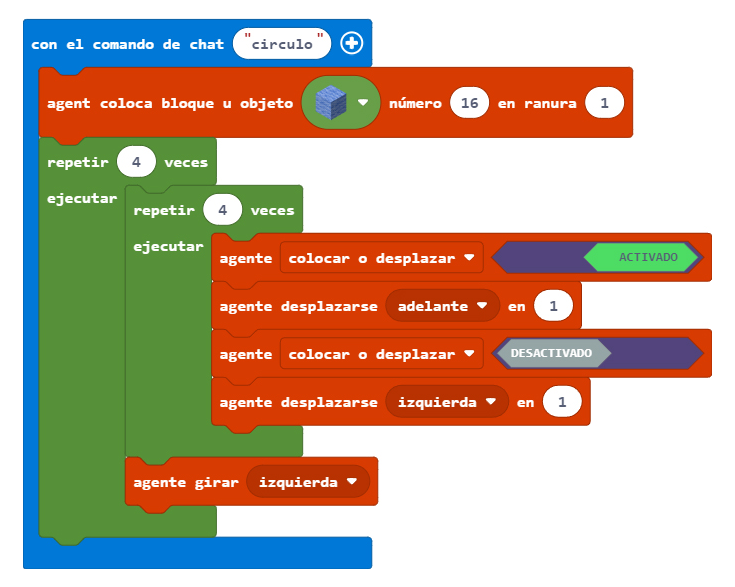 con el comando de chat "circulo"
agent coloca bloque u objeto número 16 en ranura 1
repetir 4 veces
ejecutar
repetir 4 veces
ejecutar
agente colocar o desplazar ACTIVADO
agente desplazarse adelante en 1
agente colocar o desplazar DESACTIVADO
agente desplazarse izquierda en 1
agente girar izquierda